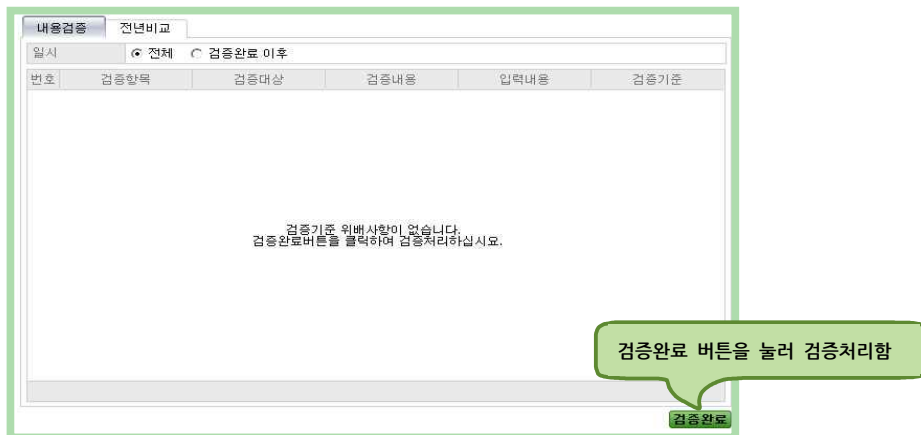 내용검증 전년비교
일시 전체 검증완료 이후
번호 검증항목 검증대상 검증내용 입력내용 검증기준
검증기준 위배사항이 없습니다.
검증완료버튼을 클릭하여 검증처리하십시요.
검증완료 버튼을 눌러 검증처리함
검증완료